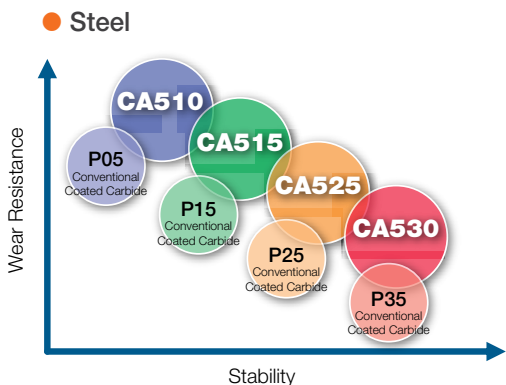 Steel
Wear Resistance
CA510
P05
Conventional
Coated Carbide
CA515
P15
Conventional
Coated Carbide
CA525
P25
Conventional
Coated Carbide
CA530
P35
Conventional
Coated Carbide
Stability